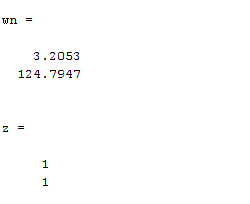 wn =
3.2053
124.7947
z =
1
1